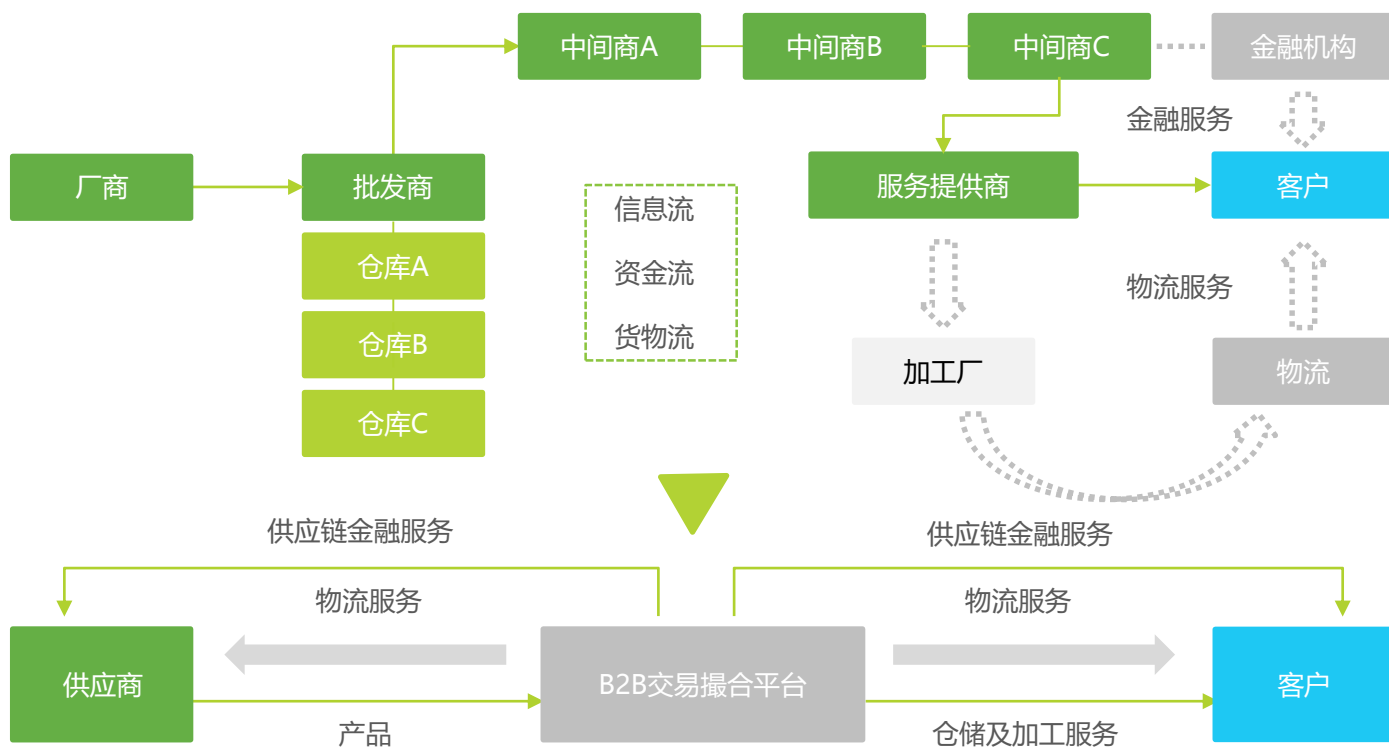 中间商A
中间商B
中间商C
金融机构
金融服务
厂商
批发商
信息流
服务提供商
客户
仓库A
资金流
物流服务
仓库B
货物流
加工厂
物流
仓库C
供应链金融服务
供应链金融服务
物流服务
物流服务
供应商
B2B交易撮合平台
客户
产品
仓储及加工服务